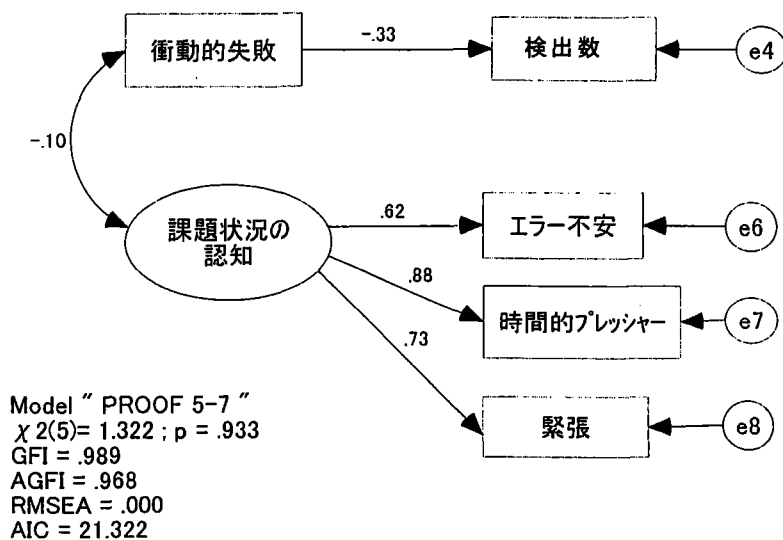 衝動的失敗
-.33
検出数
e4
-.10
課題状況の
認知
.62
エラー不安
e6
.88
時間的プレッシャー
e7
.73
緊張
e8
Model " PROOF 5-7 "
χ2(5)= 1.322 ; p = .933
GFI = .989
AGFI = .968
RMSEA = .000
AIC = 21.322